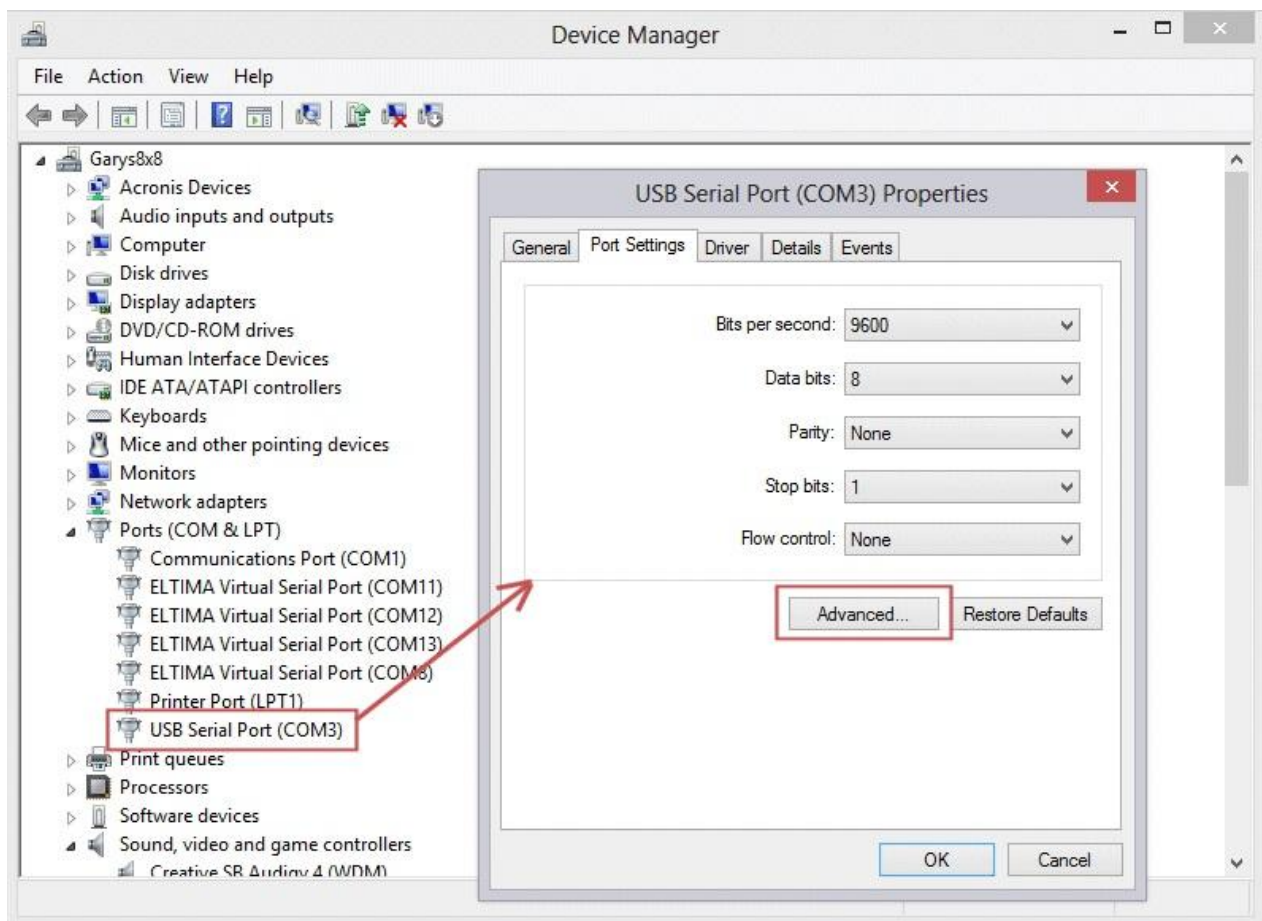 Device Manager
File Action View Help
Garys8x8
Acronis Devices
Audio inputs and outputs
Computer
Disk drives
Display adapters
DVD/CD-ROM drives
Human Interface Devices
IDE ATA/ATAPI controllers
Keyboards
Mice and other pointing devices
Monitors
Network adapters
Ports (COM & LPT)
Communications Port (COM1)
ELTIMA Virtual Serial Port (COM11)
ELTIMA Virtual Serial Port (COM12)
ELTIMA Virtual Serial Port (COM13)
ELTIMA Virtual Serial Port (COM8)
Printer Port (LPT1)
USB Serial Port (COM3)
Print queues
Processors
Software devices
Sound, video and game controllers
Creative SB Audigy 4 (WDM)
USB Serial Port (COM3) Properties
General Port Settings Driver Details Events
Bits per second: 9600
Data bits: 8
Parity: None
Stop bits: 1
Flow control: None
Advanced... Restore Defaults
OK Cancel